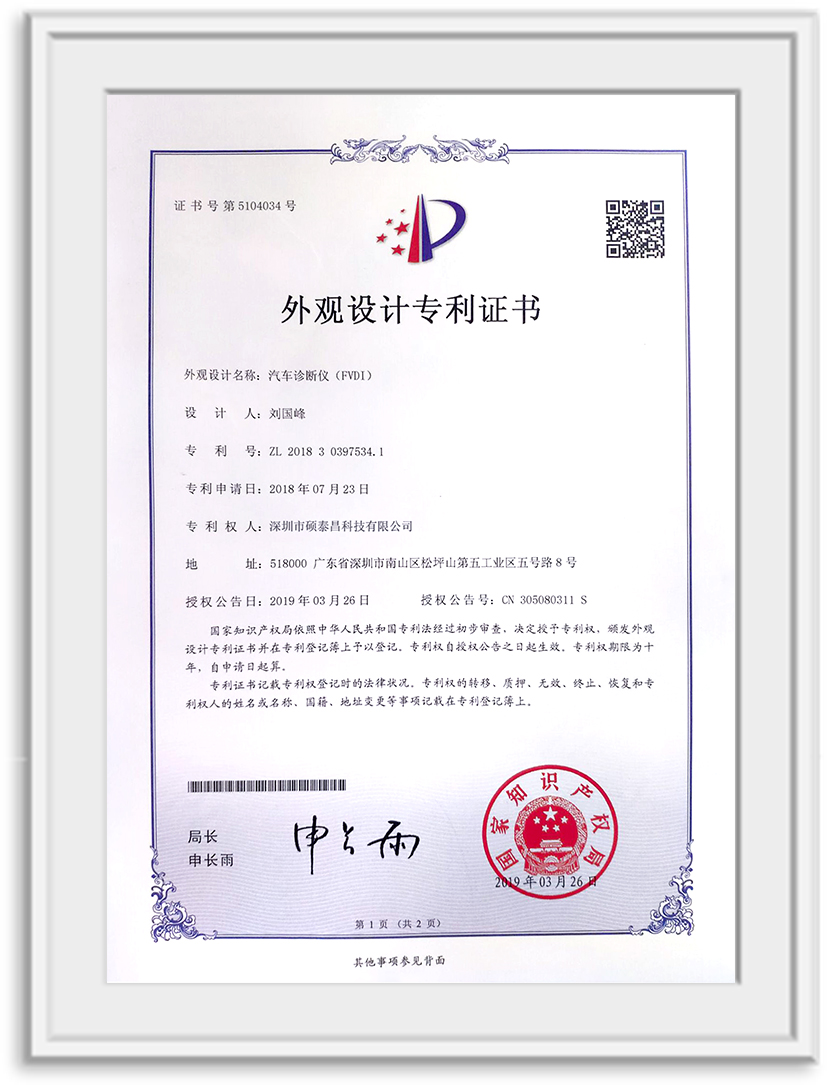 证书号第5104034号
外观设计专利证书
外观设计名称：汽车诊断仪（FVDI）
设计人：刘国峰
专利号：ZL 2018 3 0397534.1
专利申请日：2018年07月23日
专利权人：深圳市硕泰昌科技有限公司
地址：518000 广东省深圳市南山区松坪山第五工业区五号路8号
授权公告日：2019年03月26日 授权公告号：CN 305080311 S
国家知识产权局依照中华人民共和国专利法经过初步审查，决定授予专利权，颁发外观
设计专利证书并在专利登记簿上予以登记。专利权自授权公告之日起生效。专利权期限为十
年，自申请日起算。
专利证书记载专利权登记时的法律状况。专利权的转移、质押、无效、终止、恢复和专
利权人的姓名或名称、国籍、地址变更等事项记载在专利登记簿上。
局长
申长雨
申长雨
国家知识产权局
2019年03月26日
第1页（共2页）
其他事项参见背面